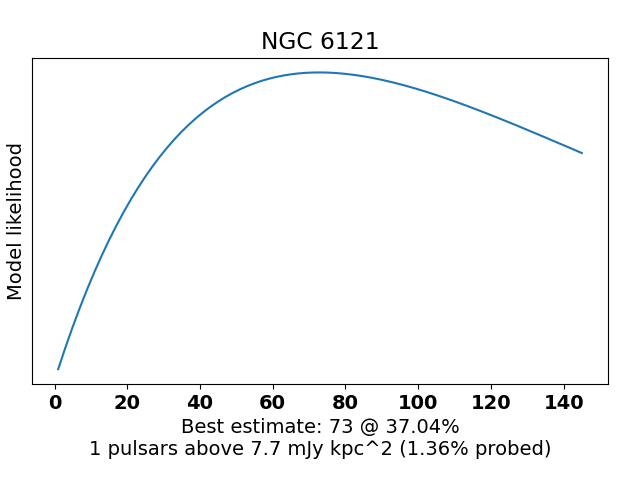 NGC 6121
Model likelihood
0 20 40 60 80 100 120 140
Best estimate: 73 @ 37.04%
1 pulsars above 7.7 mJy kpc^2 (1.36% probed)